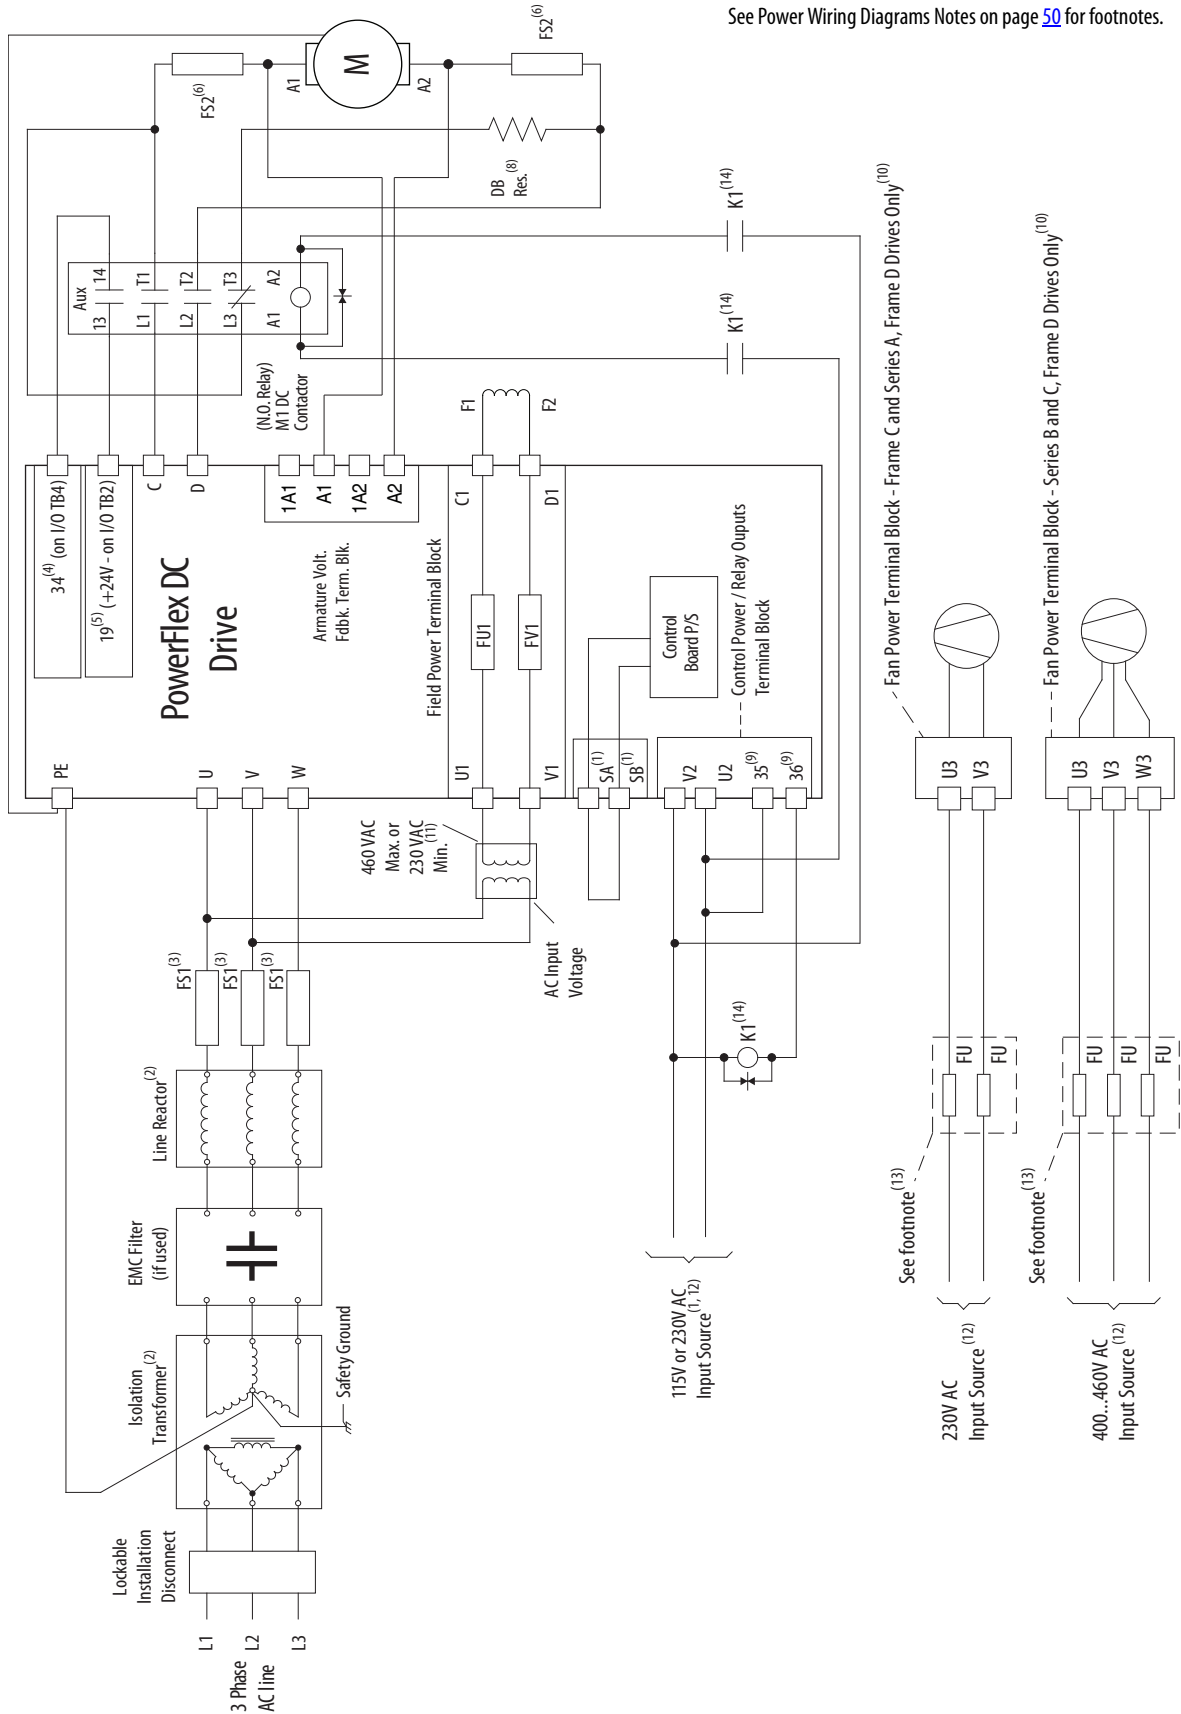 See Power Wiring Diagrams Notes on page 50 for footnotes.
3 Phase
AC line
L1
L2
L3
Lockable
Installation
Disconnect
Isolation
Transformer(2)
Safety Ground
EMC Filter
(if used)
Line Reactor(2)
FS1(3)
FS1(3)
FS1(3)
AC Input
Voltage
460 VAC
Max. or
230 VAC
Min.(11)
PE
U
V
W
U1
V1
SA(1)
SB(1)
V2
U2
35(9)
36(9)
PowerFlex DC
Drive
34(4) (on I/O TB4)
19(5) (+24V - on I/O TB2)
C
D
Armature Volt.
Fdbk. Term. Blk.
1A1
A1
1A2
A2
Field Power Terminal Block
FU1
FV1
C1
D1
F1
F2
Control
Board P/S
Control Power / Relay Ouputs
Terminal Block
(N.O. Relay)
M1 DC
Contactor
Aux
13
14
L1
T1
L2
T2
L3
T3
A1
A2
FS2(6)
A1
M
A2
FS2(6)
DB
Res.(8)
K1(14)
K1(14)
K1(14)
115V or 230V AC
Input Source(1, 12)
230V AC
Input Source(12)
See footnote(13)
FU
FU
U3
V3
Fan Power Terminal Block - Frame C and Series A, Frame D Drives Only(10)
400...460V AC
Input Source(12)
See footnote(13)
FU
FU
FU
U3
V3
W3
Fan Power Terminal Block - Series B and C, Frame D Drives Only(10)